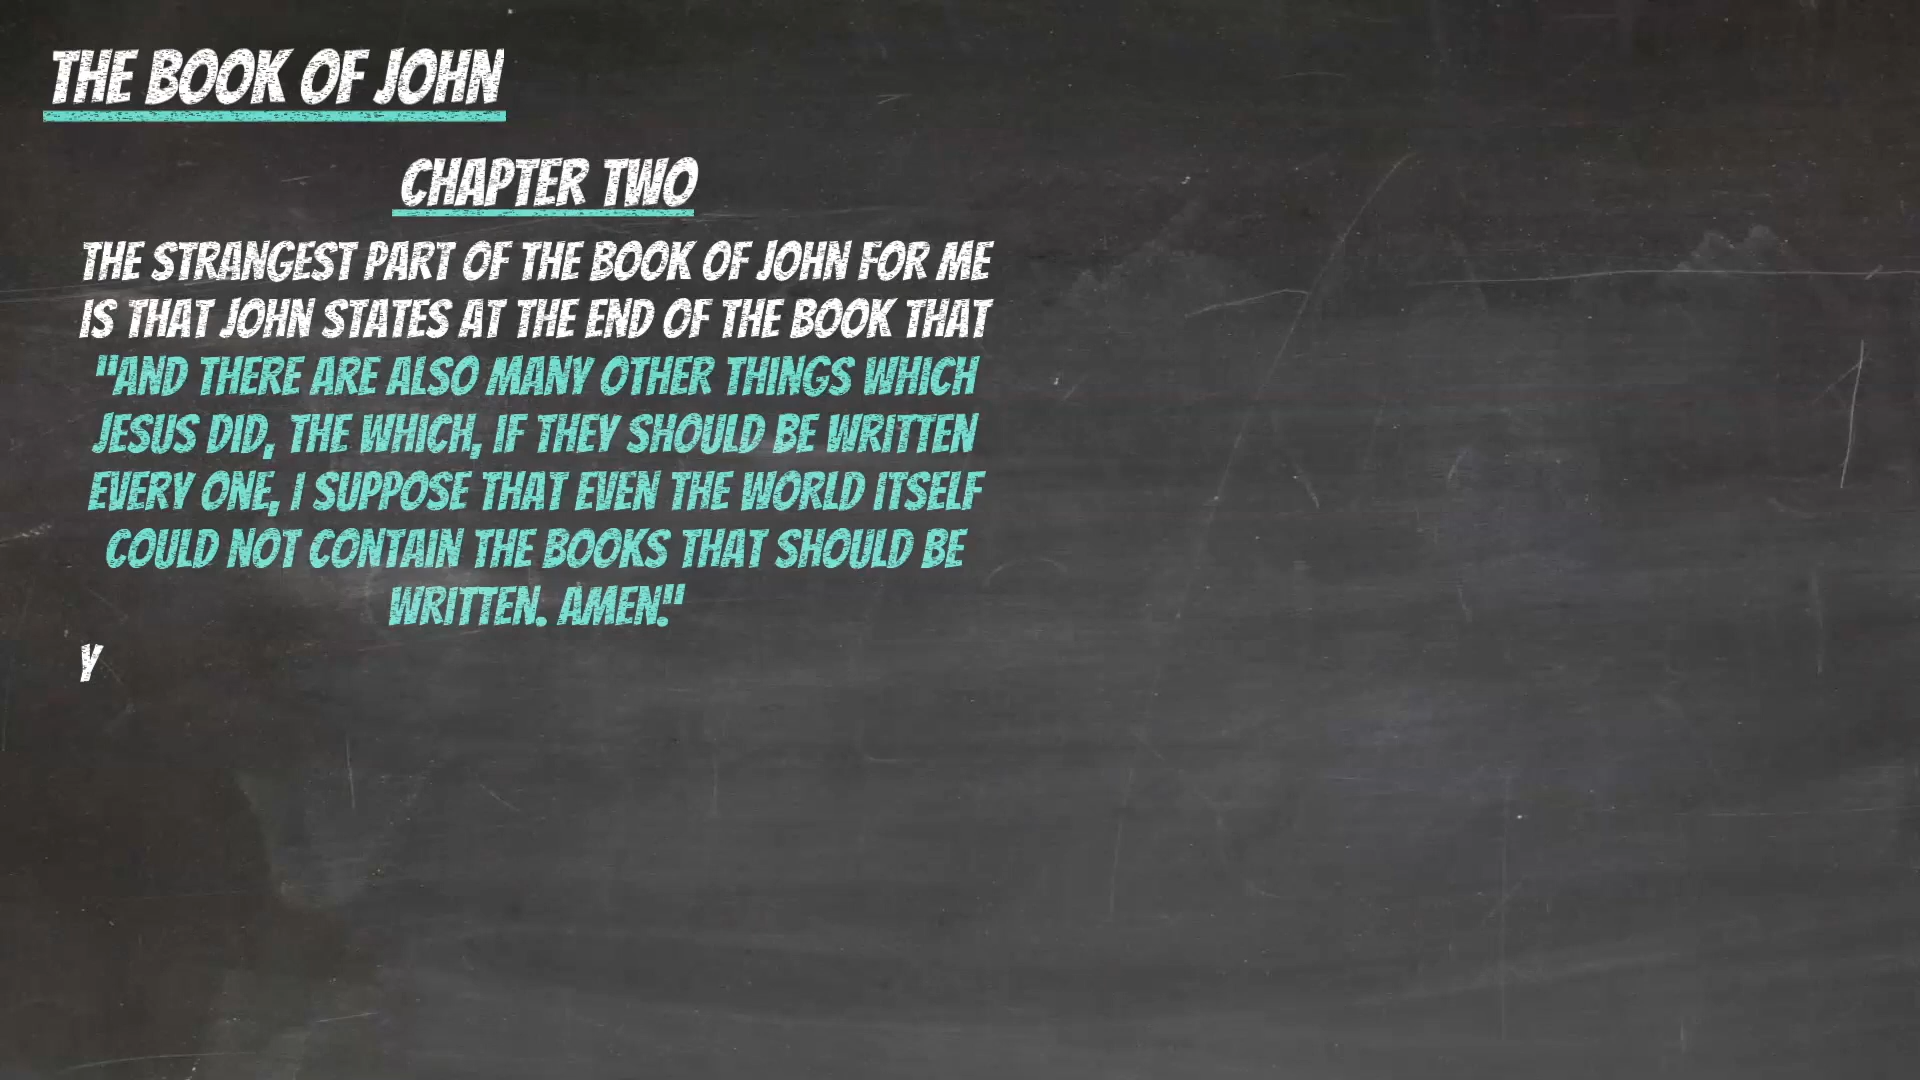 THE BOOK OF JOHN
CHAPTER TWO
THE STRANGEST PART OF THE BOOK OF JOHN FOR ME
IS THAT JOHN STATES AT THE END OF THE BOOK THAT
"AND THERE ARE ALSO MANY OTHER THINGS WHICH
JESUS DID, THE WHICH, IF THEY SHOULD BE WRITTEN
EVERY ONE, I SUPPOSE THAT EVEN THE WORLD ITSELF
COULD NOT CONTAIN THE BOOKS THAT SHOULD BE
WRITTEN. AMEN."
Y